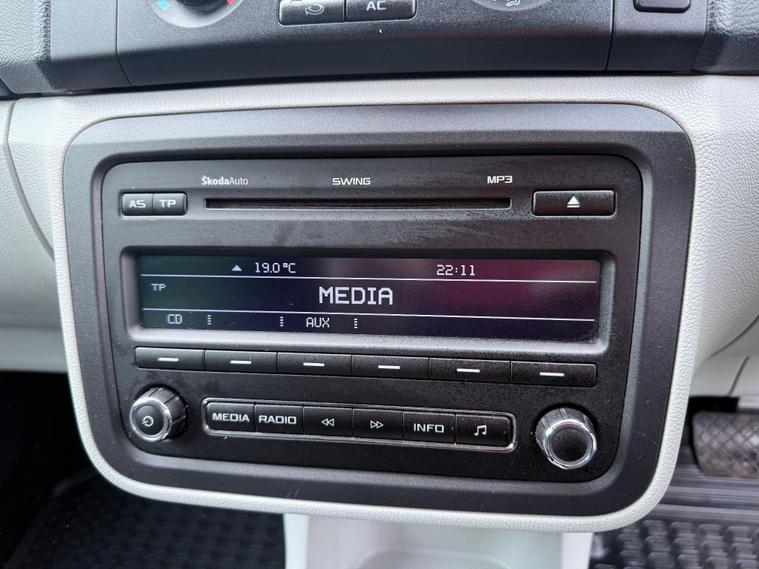 AC
ŠkodaAuto SWING MP3
AS TP
19.0°C 22:11
TP
MEDIA
CD AUX
MEDIA RADIO INFO